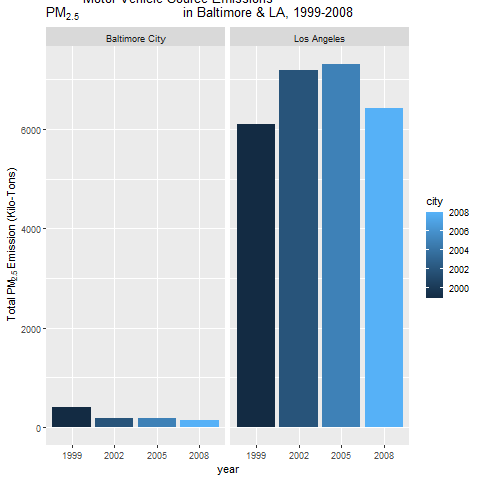 Motor Vehicle Source Emissions
PM2.5 in Baltimore & LA, 1999-2008
Baltimore City
Los Angeles
Total PM2.5 Emission (Kilo-Tons)
6000
4000
2000
0
1999 2002 2005 2008
1999 2002 2005 2008
year
city
2008
2006
2004
2002
2000